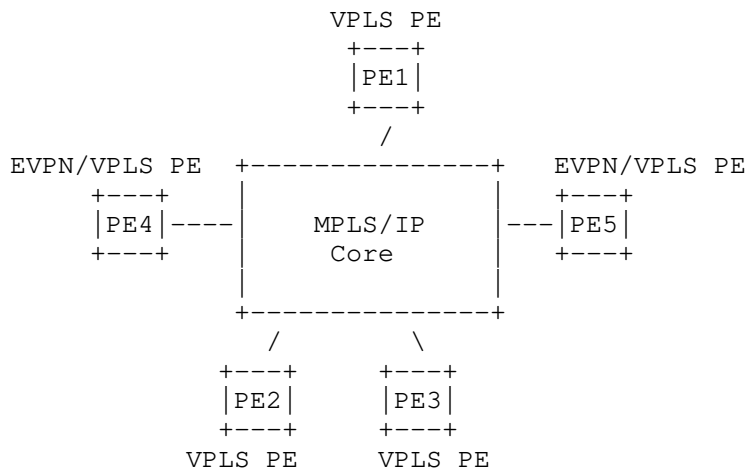 VPLS PE
PE1
EVPN/VPLS PE EVPN/VPLS PE
PE4 MPLS/IP PE5
Core
PE2 PE3
VPLS PE VPLS PE